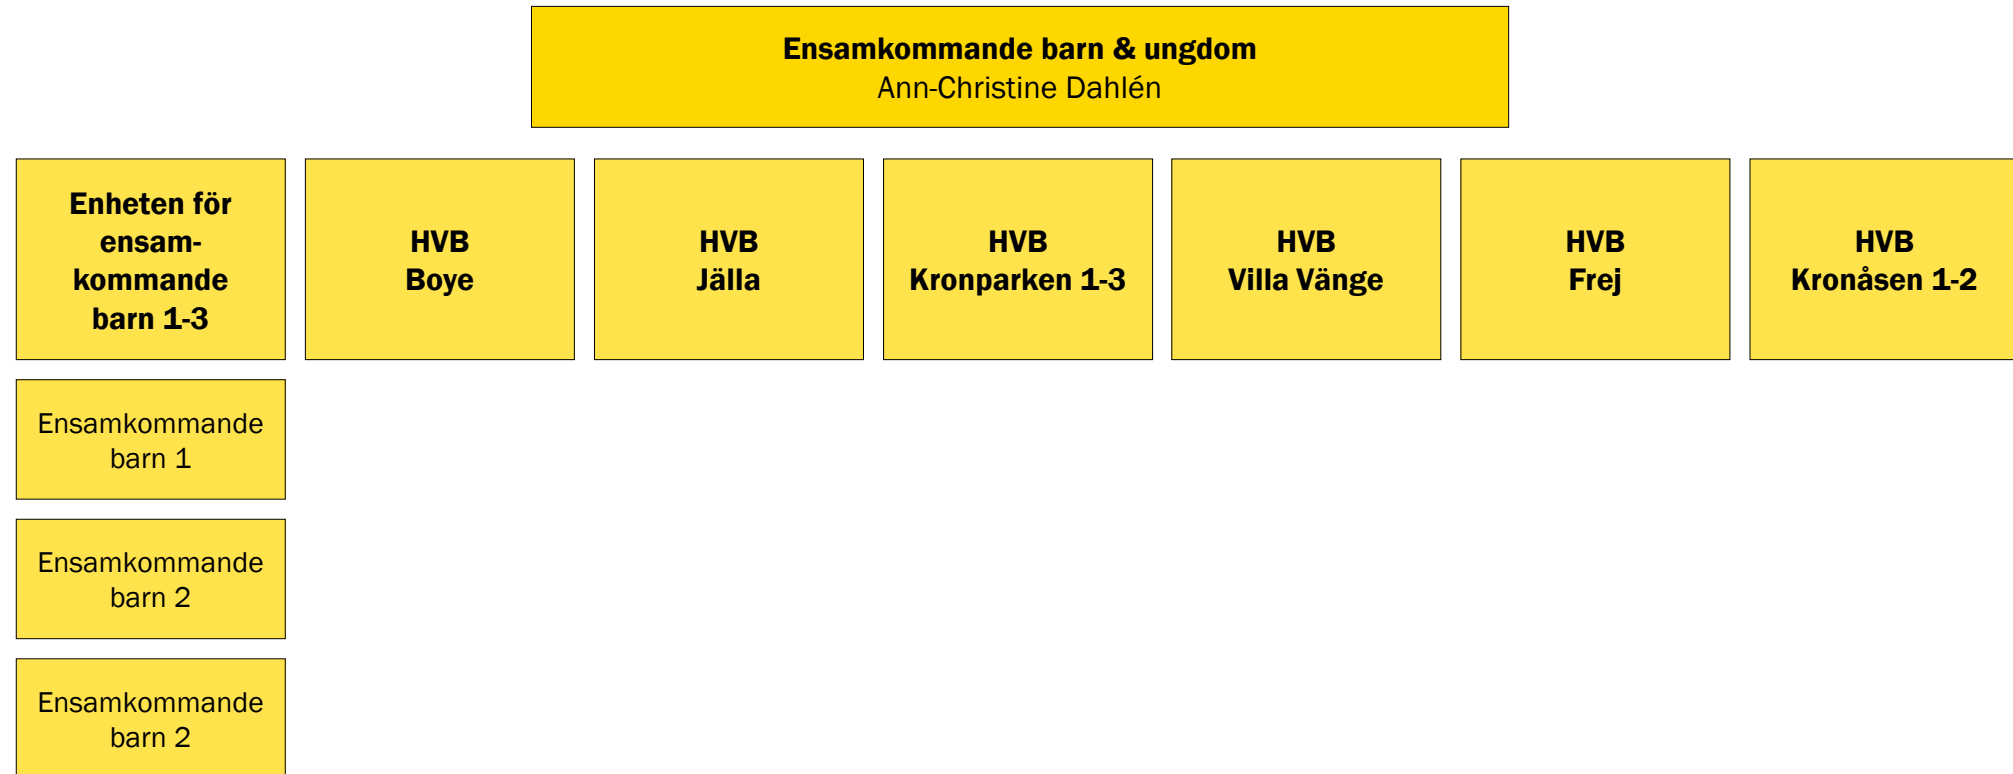 Ensamkommande barn & ungdom
Ann-Christine Dahlén
Enheten för
ensam-
kommande
barn 1-3
HVB
Boye
HVB
Jälla
HVB
Kronparken 1-3
HVB
Villa Vänge
HVB
Frej
HVB
Kronåsen 1-2
Ensamkommande
barn 1
Ensamkommande
barn 2
Ensamkommande
barn 2